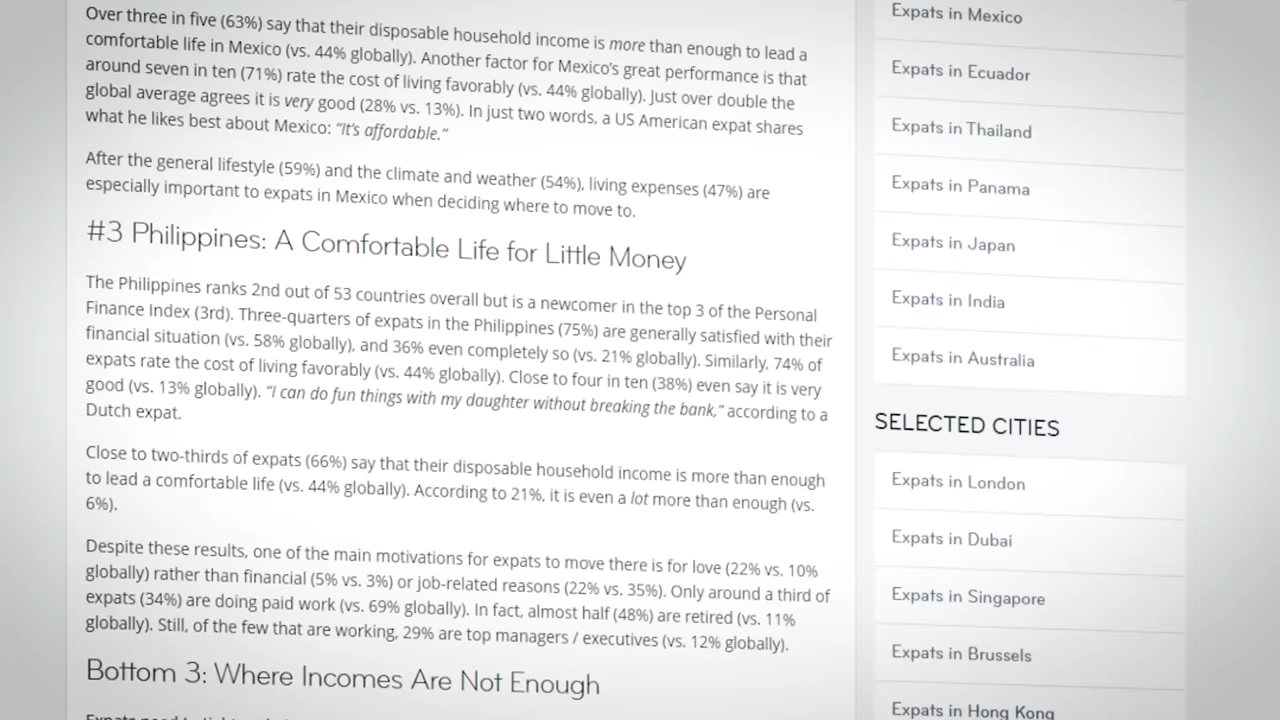 Over three in five (63%) say that their disposable household income is more than enough to lead a
comfortable life in Mexico (vs. 44% globally). Another factor for Mexico's great performance is that
around seven in ten (71%) rate the cost of living favorably (vs. 44% globally). Just over double the
global average agrees it is very good (28% vs. 13%). In just two words, a US American expat shares
what he likes best about Mexico: “It’s affordable.“
After the general lifestyle (59%) and the climate and weather (54%), living expenses (47%) are
especially important to expats in Mexico when deciding where to move to.
#3 Philippines: A Comfortable Life for Little Money
The Philippines ranks 2nd out of 53 countries overall but is a newcomer in the top 3 of the Personal
Finance Index (3rd). Three-quarters of expats in the Philippines (75%) are generally satisfied with their
financial situation (vs. 58% globally), and 36% even completely so (vs. 21% globally). Similarly, 74% of
expats rate the cost of living favorably (vs. 44% globally). Close to four in ten (38%) even say it is very
good (vs. 13% globally). “I can do fun things with my daughter without breaking the bank,” according to a
Dutch expat.
Close to two-thirds of expats (66%) say that their disposable household income is more than enough
to lead a comfortable life (vs. 44% globally). According to 21%, it is even a lot more than enough (vs.
6%).
Despite these results, one of the main motivations for expats to move there is for love (22% vs. 10%
globally) rather than financial (5% vs. 3%) or job-related reasons (22% vs. 35%). Only around a third of
expats (34%) are doing paid work (vs. 69% globally). In fact, almost half (48%) are retired (vs. 11%
globally). Still, of the few that are working, 29% are top managers / executives (vs. 12% globally).
Bottom 3: Where Incomes Are Not Enough
Expats in Mexico
Expats in Ecuador
Expats in Thailand
Expats in Panama
Expats in Japan
Expats in India
Expats in Australia
SELECTED CITIES
Expats in London
Expats in Dubai
Expats in Singapore
Expats in Brussels
Expats in Hong Kong